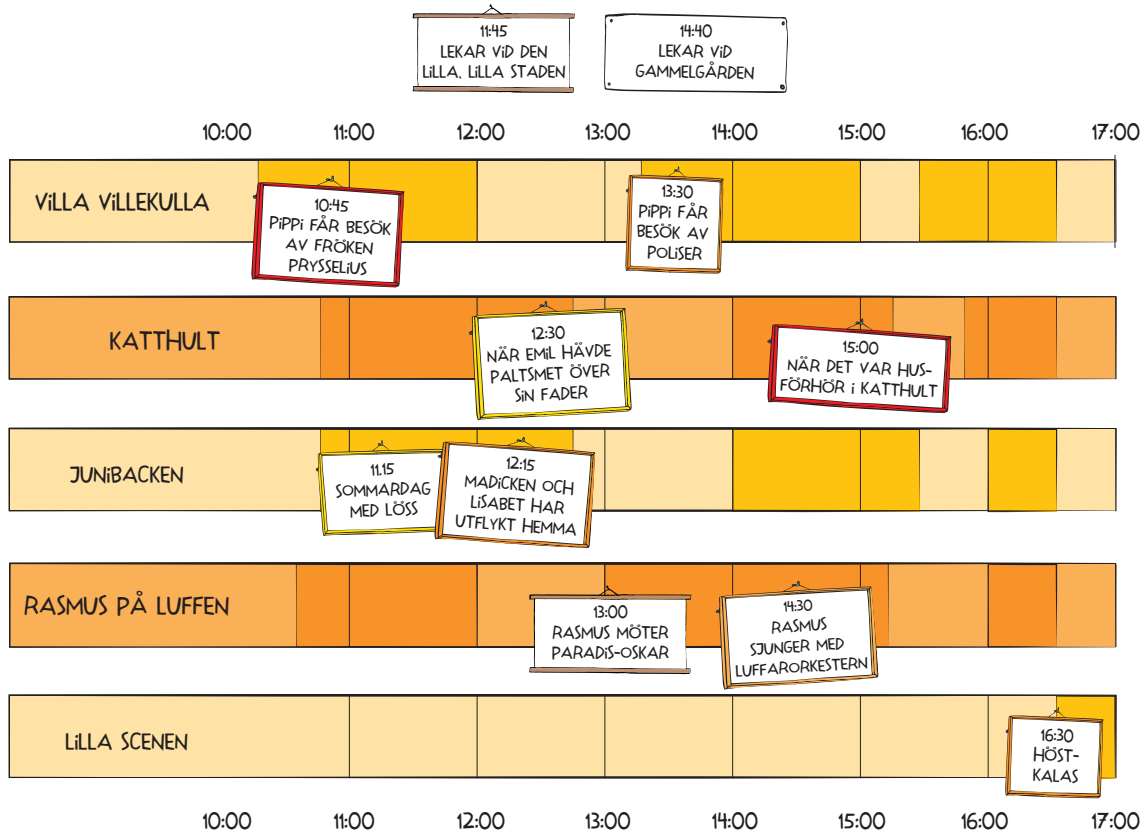 11:45
LEKAR VID DEN
LILLA, LILLA STADEN
14:40
LEKAR VID
GAMMELGÅRDEN
10:00 11:00 12:00 13:00 14:00 15:00 16:00 17:00
VILLA VILLEKULLA
10:45
PIPPI FÅR BESÖK
AV FRÖKEN
PRYSSELIUS
13:30
PIPPI FÅR
BESÖK AV
POLISER
KATTHULT
12:30
NÄR EMIL HÄVDE
PALTSMET ÖVER
SIN FADER
15:00
NÄR DET VAR HUS-
FÖRHÖR I KATTHULT
JUNIBACKEN
11.15
SOMMARDAG
MED LÖSS
12:15
MADICKEN OCH
LISABET HAR
UTFLYKT HEMMA
RASMUS PÅ LUFFEN
13:00
RASMUS MÖTER
PARADIS-OSKAR
14:30
RASMUS
SJUNGER MED
LUFFARORKESTERN
LILLA SCENEN
16:30
HÖST-
KALAS
10:00 11:00 12:00 13:00 14:00 15:00 16:00 17:00